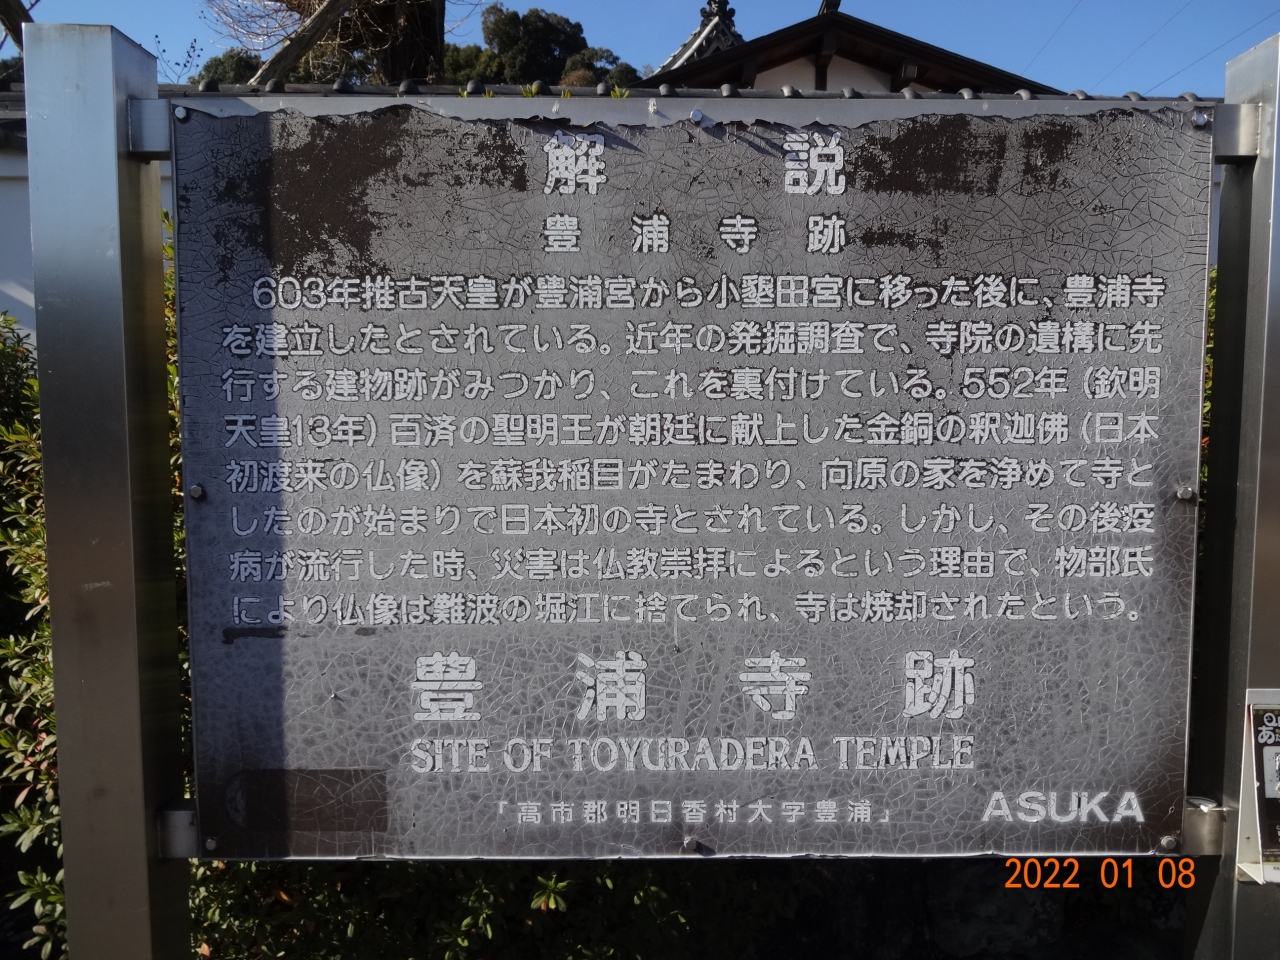 解 説
豊 浦 寺 跡
603年推古天皇が豊浦宮から小墾田宮に移った後に、豊浦寺
を建立したとされている。近年の発掘調査で、寺院の遺構に先
行する建物跡がみつかり、これを裏付けている。552年（欽明
天皇13年）百済の聖明王が朝廷に献上した金銅の釈迦佛（日本
初渡来の仏像）を蘇我稲目がたまわり、向原の家を浄めて寺と
したのが始まりで日本初の寺とされている。しかし、その後疫
病が流行した時、災害は仏教崇拝によるという理由で、物部氏
により仏像は難波の堀江に捨てられ、寺は焼却されたという。
豊 浦 寺 跡
SITE OF TOYURADERA TEMPLE
「高市郡明日香村大字豊浦」
ASUKA
2022 01 08